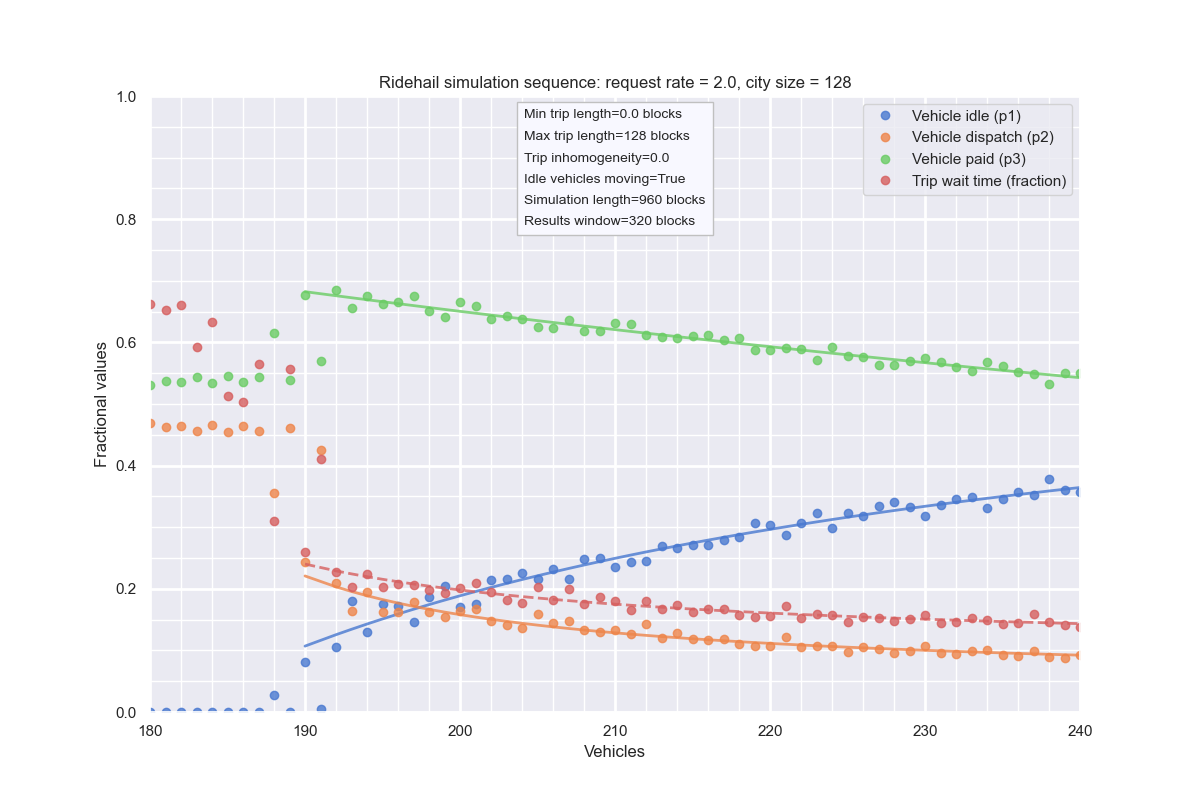 Ridehail simulation sequence: request rate = 2.0, city size = 128
Min trip length=0.0 blocks
Max trip length=128 blocks
Trip inhomogeneity=0.0
Idle vehicles moving=True
Simulation length=960 blocks
Results window=320 blocks
Vehicle idle (p1)
Vehicle dispatch (p2)
Vehicle paid (p3)
Trip wait time (fraction)
1.0
0.8
0.6
0.4
0.2
0.0
Fractional values
180 190 200 210 220 230 240
Vehicles